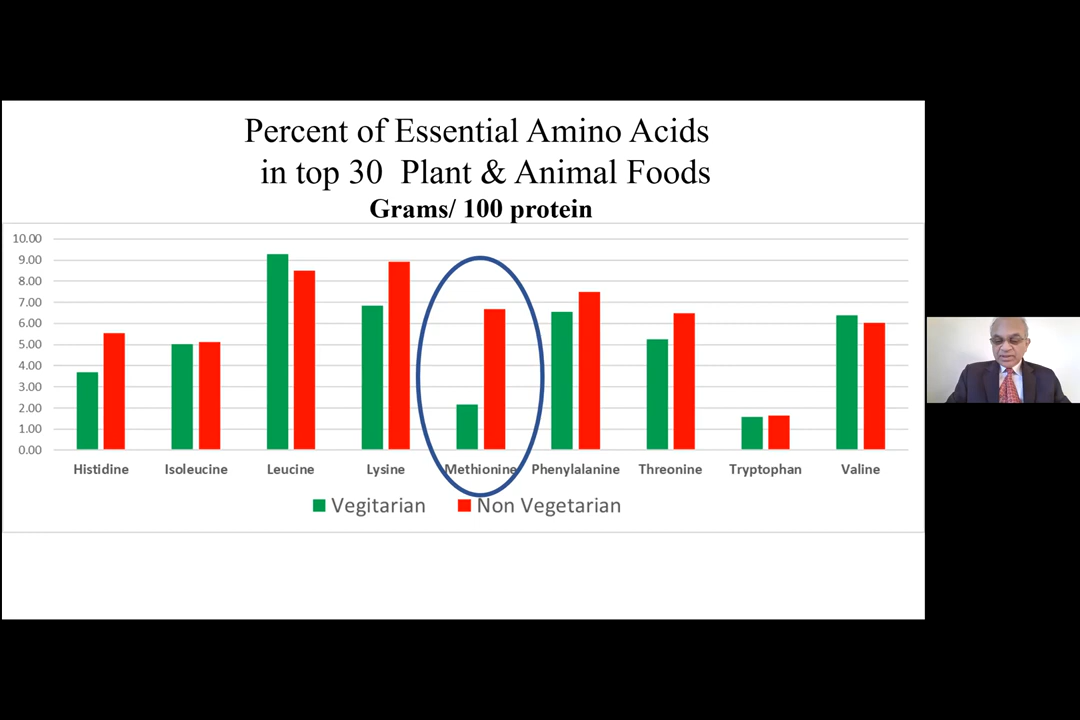 Percent of Essential Amino Acids
in top 30 Plant & Animal Foods
Grams/ 100 protein
10.00
9.00
8.00
7.00
6.00
5.00
4.00
3.00
2.00
1.00
0.00
Histidine Isoleucine Leucine Lysine Methionine Phenylalanine Threonine Tryptophan Valine
Vegitarian Non Vegetarian